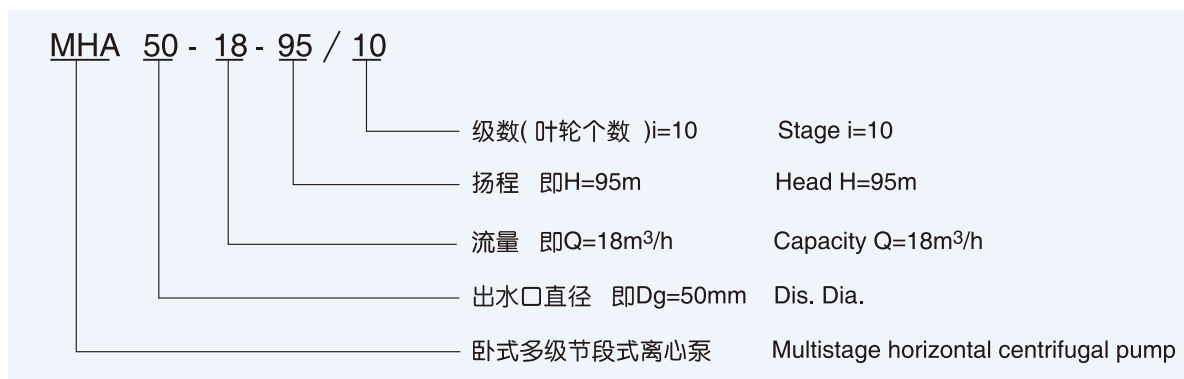 MHA 50 - 18 - 95 / 10
级数( 叶轮个数 )i=10 Stage i=10
扬程 即H=95m Head H=95m
流量 即Q=18m³/h Capacity Q=18m³/h
出水口直径 即Dg=50mm Dis. Dia.
卧式多级节段式离心泵 Multistage horizontal centrifugal pump